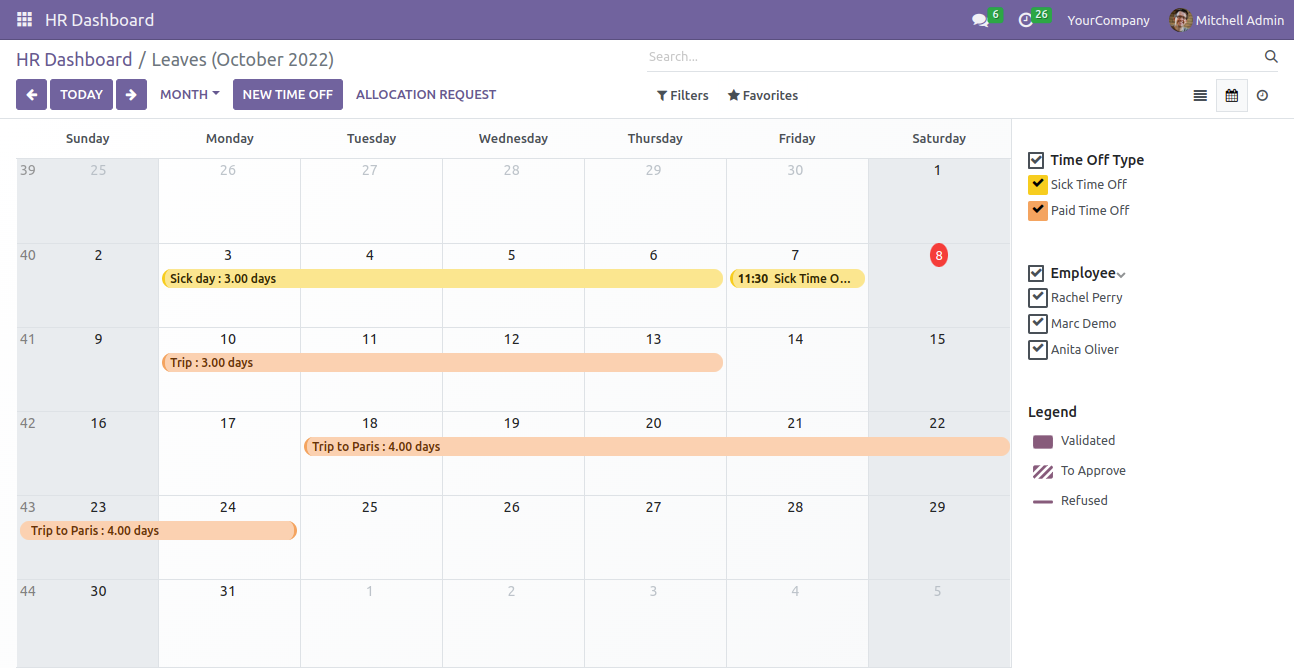 HR Dashboard 6 26 YourCompany Mitchell Admin
HR Dashboard / Leaves (October 2022) Search...
TODAY MONTH NEW TIME OFF ALLOCATION REQUEST Filters Favorites
Sunday Monday Tuesday Wednesday Thursday Friday Saturday
39 25 26 27 28 29 30 1
40 2 3 4 5 6 7 8
Sick day : 3.00 days 11:30 Sick Time O...
41 9 10 11 12 13 14 15
Trip : 3.00 days
42 16 17 18 19 20 21 22
Trip to Paris : 4.00 days
43 23 24 25 26 27 28 29
Trip to Paris : 4.00 days
44 30 31 1 2 3 4 5
Time Off Type
Sick Time Off
Paid Time Off
Employee
Rachel Perry
Marc Demo
Anita Oliver
Legend
Validated
To Approve
Refused